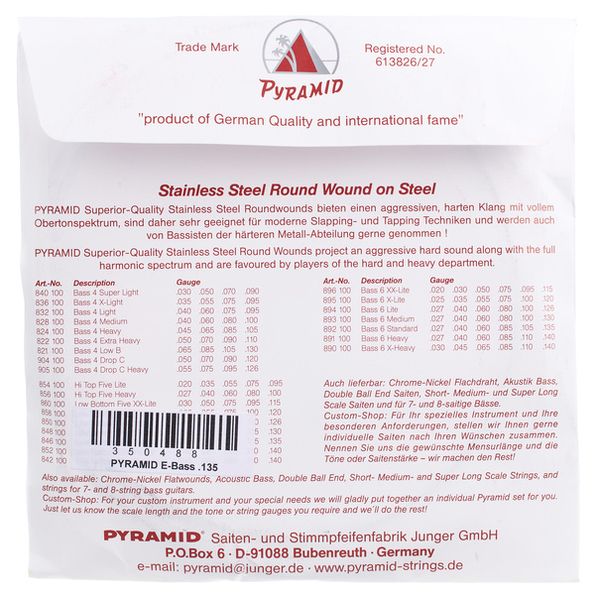 Trade Mark
Registered No.
613826/27
PYRAMID
"product of German Quality and international fame"
Stainless Steel Round Wound on Steel
PYRAMID Superior-Quality Stainless Steel Roundwounds bieten einen aggressiven, harten Klang mit vollem
Obertonspektrum, sind daher sehr geeignet für moderne Slapping- und Tapping Techniken und werden auch
von Bassisten der härteren Metall-Abteilung gerne genommen !
PYRAMID Superior-Quality Stainless Steel Round Wounds project an aggressive hard sound along with the full
harmonic spectrum and are favoured by players of the hard and heavy department.
Art.-No. Description Gauge
840 100 Bass 4 Super Light .030 .050 .070 .090
836 100 Bass 4 X-Light .035 .055 .075 .095
832 100 Bass 4 Light .040 .060 .075 .095
828 100 Bass 4 Medium .040 .060 .080 .100
824 100 Bass 4 Heavy .045 .065 .085 .105
822 100 Bass 4 Extra Heavy .050 .070 .090 .110
821 100 Bass 4 Low B .065 .085 .105 .130
904 100 Bass 4 Drop C .050 .070 .090 .120
905 100 Bass 4 Drop C Heavy .055 .075 .095 .126
854 100 Hi Top Five Lite .020 .035 .055 .075 .095
856 100 Hi Top Five Heavy .027 .040 .060 .080 .100
860 100 Low Bottom Five XX-Lite .030 .050 .055 .075 .115
100
.120
100
100
.130
852 100
842 100
.140
Art.-No. Description Gauge
896 100 Bass 6 XX-Lite .020 .030 .050 .075 .095 .115
895 100 Bass 6 X-Lite .025 .035 .055 .075 .100 .120
894 100 Bass 6 Lite .027 .040 .060 .080 .100 .126
893 100 Bass 6 Medium .027 .040 .060 .080 .100 .130
892 100 Bass 6 Standard .027 .040 .060 .085 .105 .135
891 100 Bass 6 Heavy .027 .040 .065 .085 .110 .140
890 100 Bass 6 X-Heavy .030 .045 .065 .085 .110 .140
Auch lieferbar: Chrome-Nickel Flachdraht, Akustik Bass,
Double Ball End Saiten, Short- Medium- und Super Long
Scale Saiten und für 7- und 8-saitige Bässe.
Custom-Shop: Für Ihr spezielles Instrument und Ihre
besonderen Anforderungen, stellen wir Ihnen gerne
individuelle Saiten nach Ihren Wünschen zusammen.
Nennen Sie uns die gewünschte Mensurlänge und die
Töne oder Saitenstärke – wir machen den Rest!
350488
PYRAMID E-Bass .135
Also available: Chrome-Nickel Flatwounds, Acoustic Bass, Double Ball End, Short- Medium- and Super Long Scale Strings, and
strings for 7- and 8-string bass guitars.
Custom-Shop: For your custom instrument and your special needs we will gladly put together an individual Pyramid set for you.
Just let us know the scale length and the tone or string gauges you require and we'll do the rest!
PYRAMID® Saiten- und Stimmpfeifenfabrik Junger GmbH
P.O.Box 6 · D-91088 Bubenreuth · Germany
e-mail: pyramid@junger.de · www.pyramid-strings.de